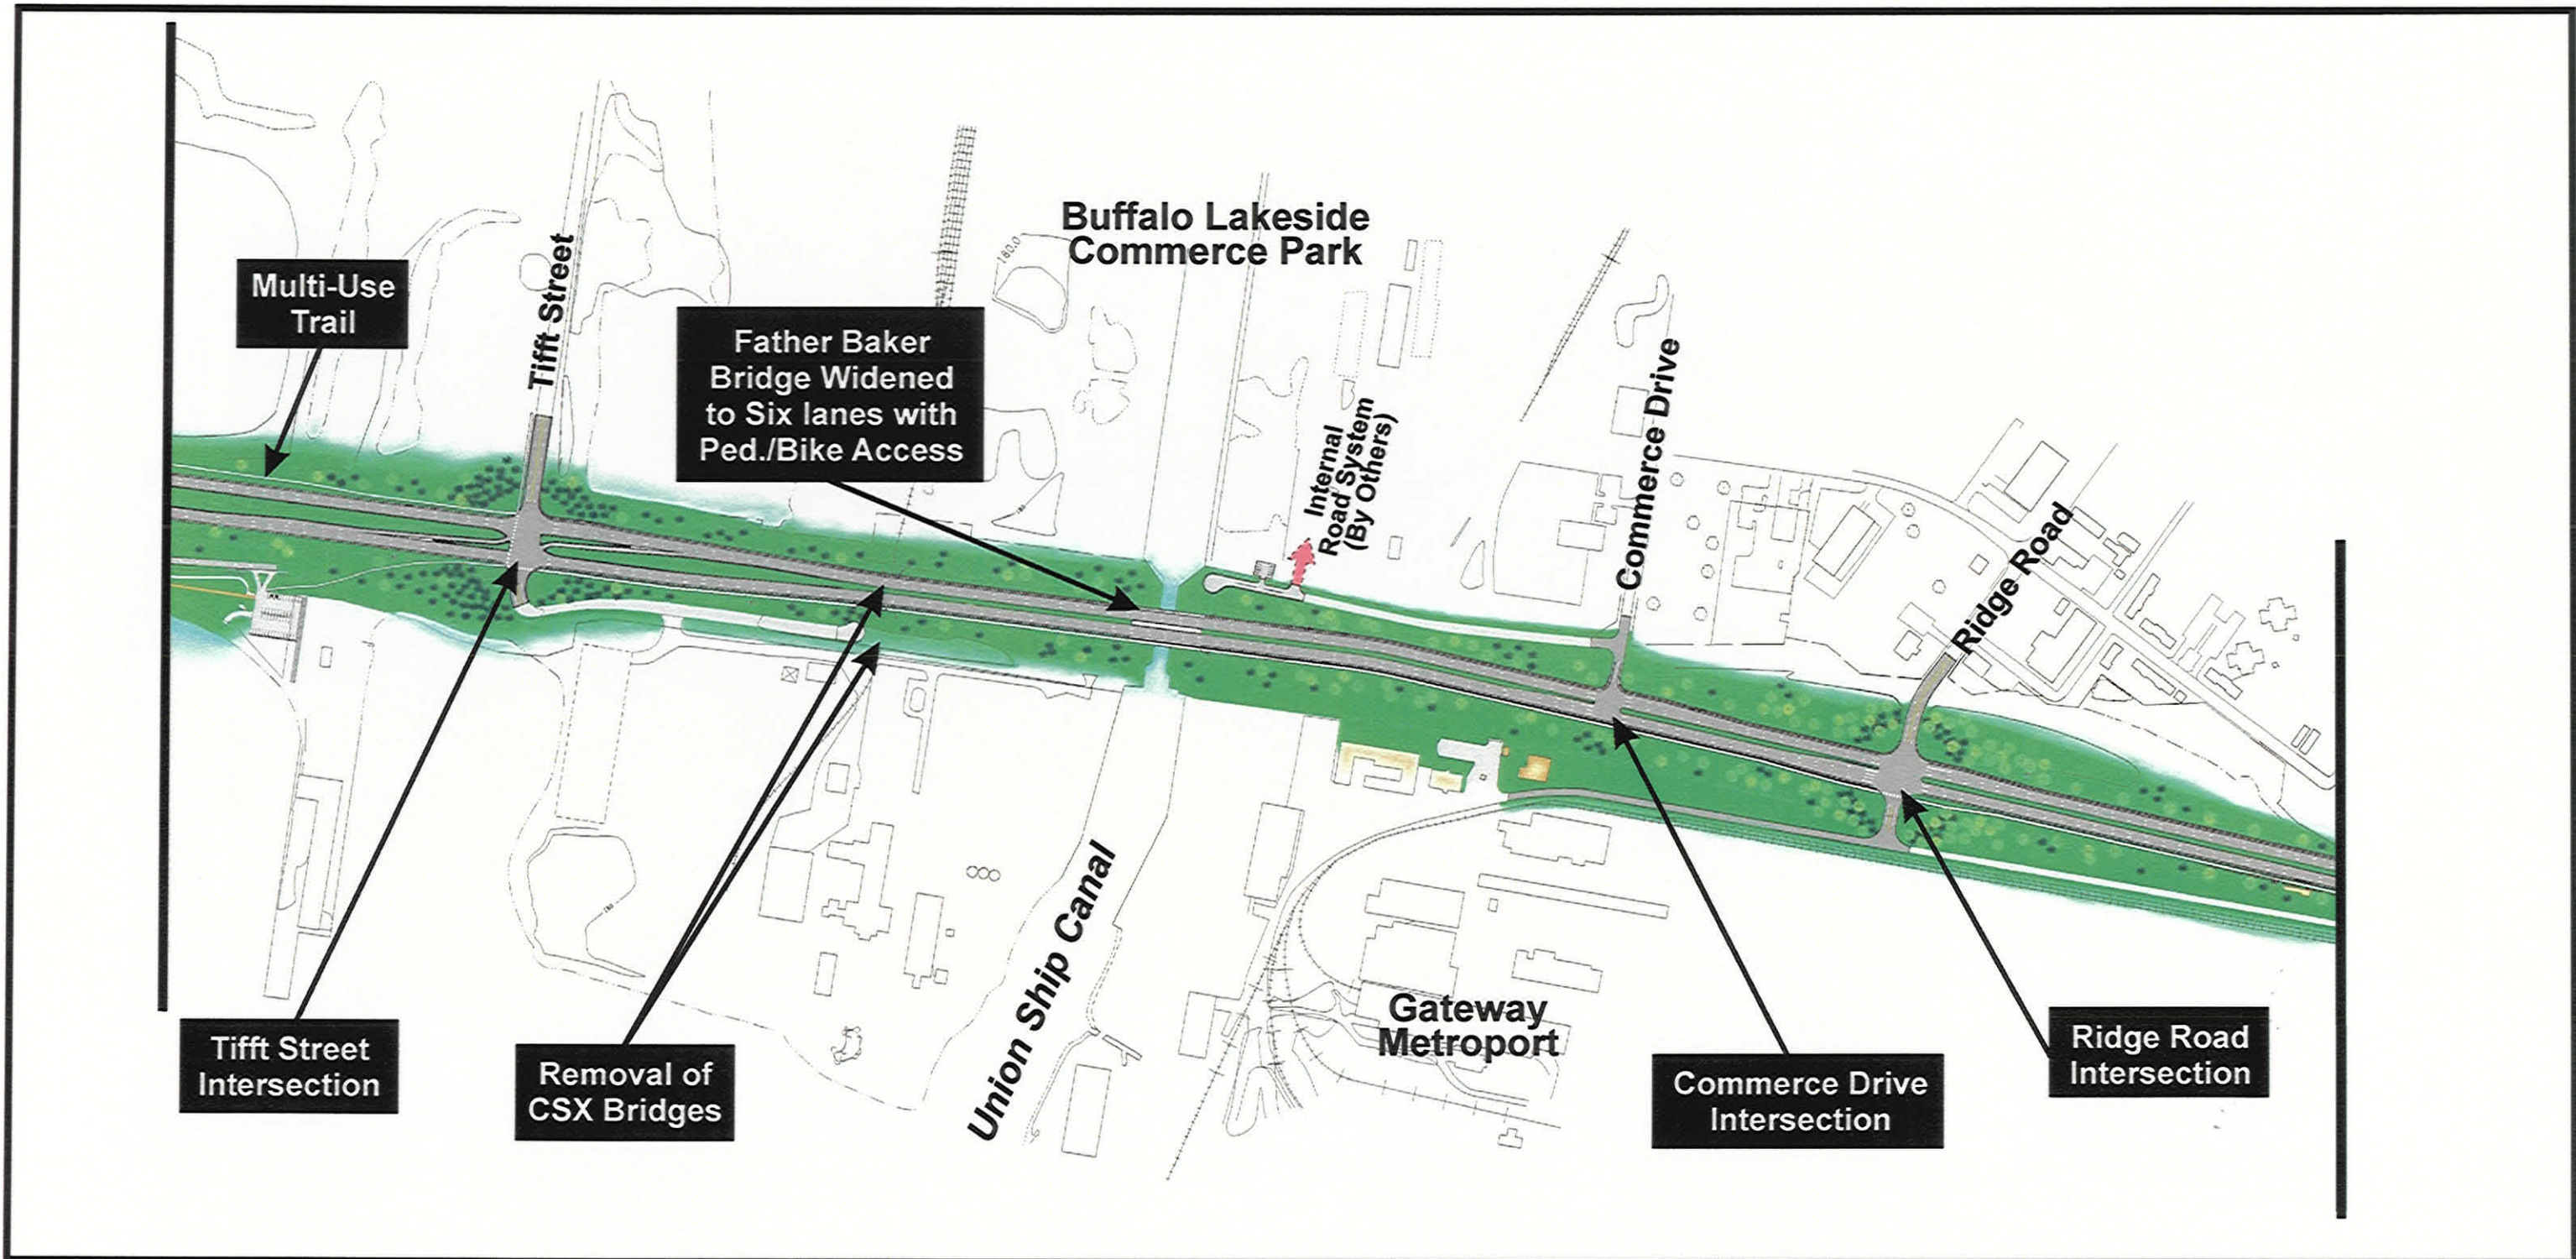 Buffalo Lakeside
Commerce Park
Multi-Use
Trail
Tifft Street
Father Baker
Bridge Widened
to Six lanes with
Ped./Bike Access
180.0
Internal
Road System
(By Others)
Commerce Drive
Ridge Road
Union Ship Canal
Gateway
Metroport
Tifft Street
Intersection
Removal of
CSX Bridges
Commerce Drive
Intersection
Ridge Road
Intersection